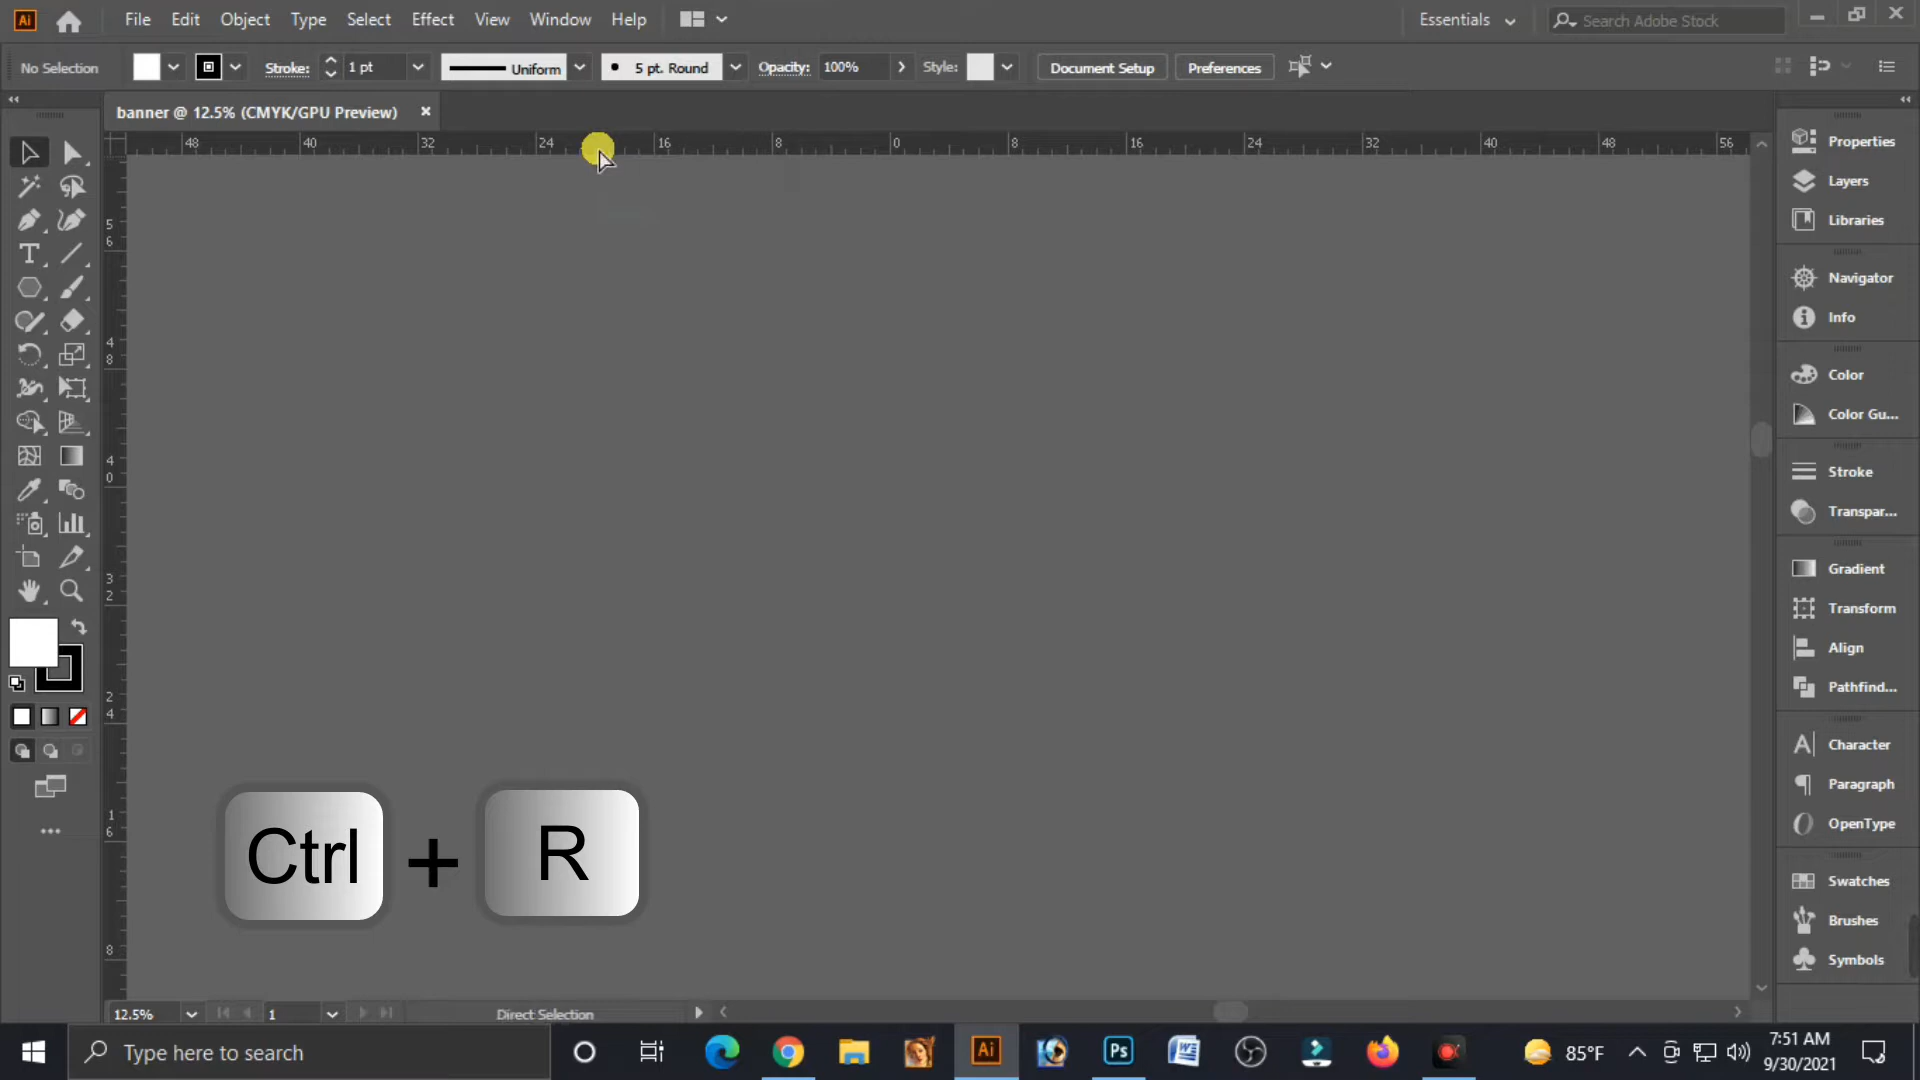 Ai File Edit Object Type Select Effect View Window Help Essentials Search Adobe Stock
No Selection Stroke: 1 pt Uniform 5 pt. Round Opacity: 100% Style: Document Setup Preferences
banner @ 12.5% (CMYK/GPU Preview)
48 40 32 24 16 8 0 8 16 24 32 40 48 56
5
6
4
8
4
0
3
2
2
4
1
6
8
T
Properties
Layers
Libraries
Navigator
Info
Color
Color Gu...
Stroke
Transpar...
Gradient
Transform
Align
Pathfind...
Character
Paragraph
OpenType
Swatches
Brushes
Symbols
Ctrl + R
12.5% 1 Direct Selection
Type here to search
Ai
Ps
85°F
7:51 AM
9/30/2021